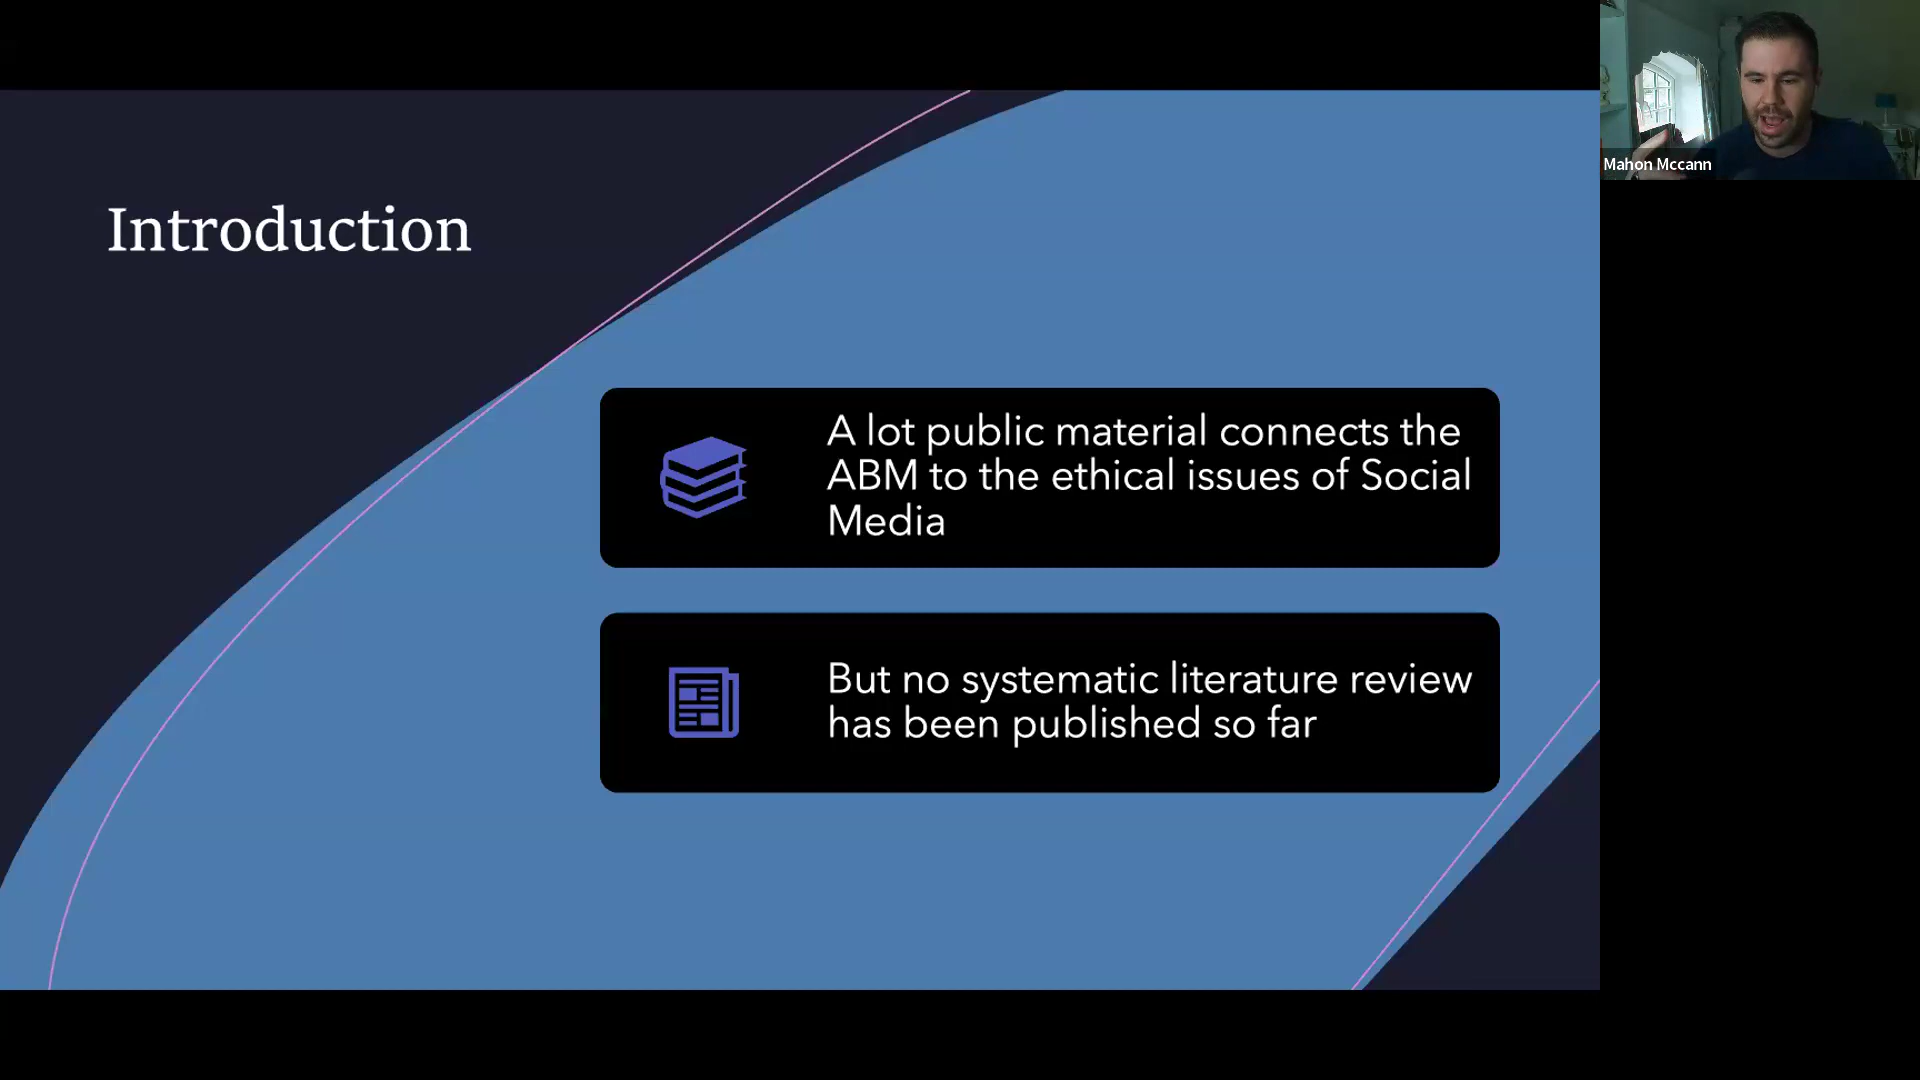 Introduction
A lot public material connects the
ABM to the ethical issues of Social
Media
But no systematic literature review
has been published so far
Mahon Mccann